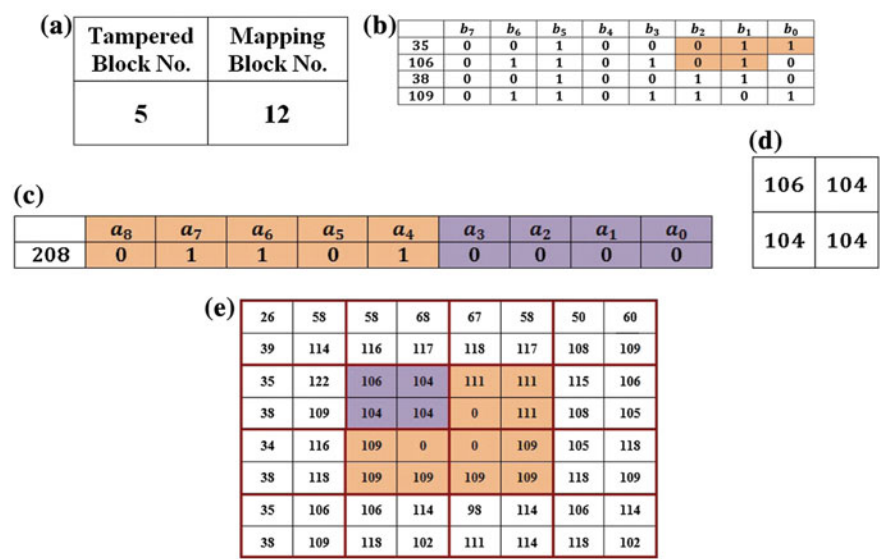 (a)
Tampered Block No. Mapping Block No.
5 12
(b)
b7 b6 b5 b4 b3 b2 b1 b0
35 0 0 1 0 0 0 1 1
106 0 1 1 0 1 0 1 0
38 0 0 1 0 0 1 1 0
109 0 1 1 0 1 1 0 1
(c)
a8 a7 a6 a5 a4 a3 a2 a1 a0
208 0 1 1 0 1 0 0 0 0
(d)
106 104
104 104
(e)
26 58 58 68 67 58 50 60
39 114 116 117 118 117 108 109
35 122 106 104 111 111 115 106
38 109 104 104 0 111 108 105
34 116 109 0 0 109 105 118
38 118 109 109 109 109 118 109
35 106 106 114 98 114 106 114
38 109 118 102 111 114 118 102